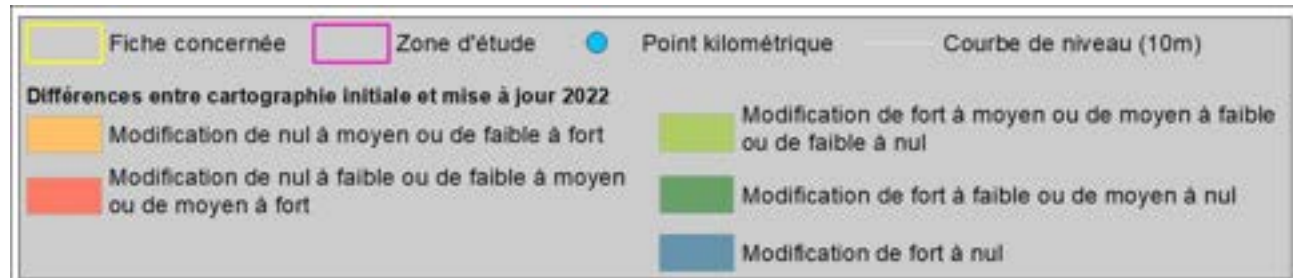 Fiche concernée Zone d'étude Point kilométrique Courbe de niveau (10m)
Différences entre cartographie initiale et mise à jour 2022
Modification de nul à moyen ou de faible à fort
Modification de nul à faible ou de faible à moyen
ou de moyen à fort
Modification de fort à moyen ou de moyen à faible
ou de faible à nul
Modification de fort à faible ou de moyen à nul
Modification de fort à nul